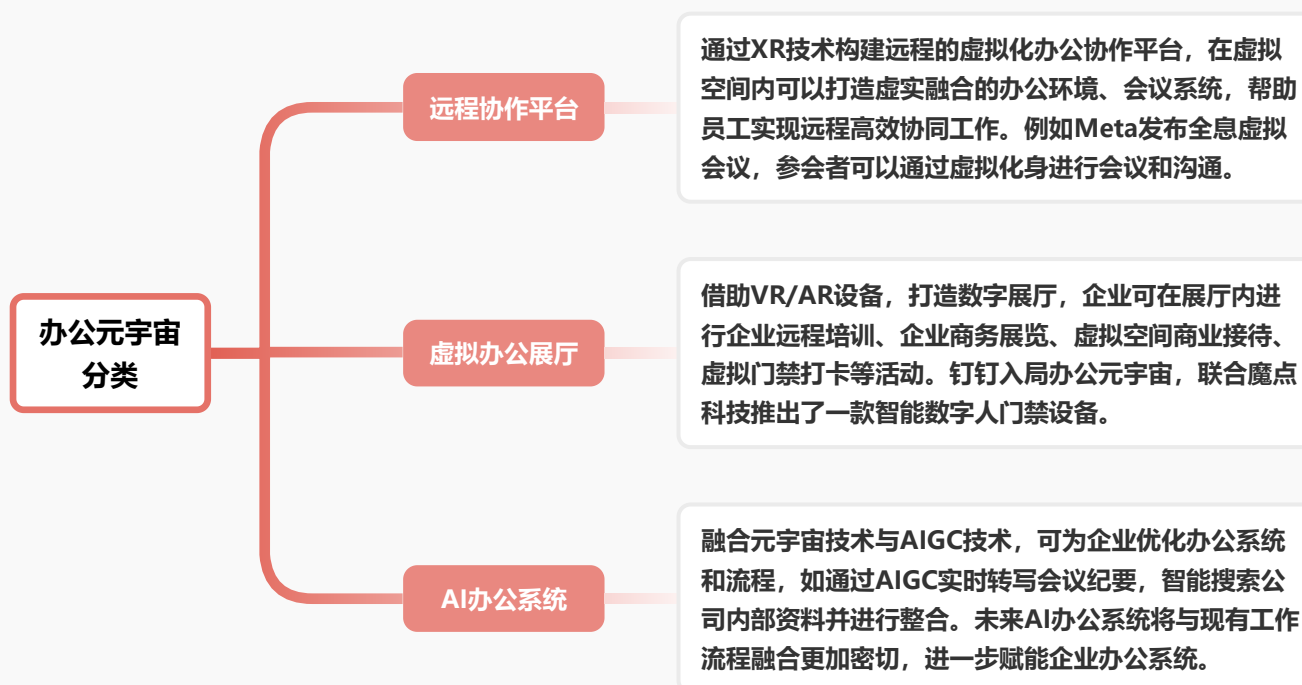 通过XR技术构建远程的虚拟化办公协作平台，在虚拟
空间内可以打造虚实融合的办公环境、会议系统，帮助
员工实现远程高效协同工作。例如Meta发布全息虚拟
会议，参会者可以通过虚拟化身进行会议和沟通。
远程协作平台
借助VR/AR设备，打造数字展厅，企业可在展厅内进
行企业远程培训、企业商务展览、虚拟空间商业接待、
虚拟门禁打卡等活动。钉钉入局办公元宇宙，联合魔点
科技推出了一款智能数字人门禁设备。
办公元宇宙
分类
虚拟办公展厅
融合元宇宙技术与AIGC技术，可为企业优化办公系统
和流程，如通过AIGC实时转写会议纪要，智能搜索公
司内部资料并进行整合。未来AI办公系统将与现有工作
流程融合更加密切，进一步赋能企业办公系统。
AI办公系统